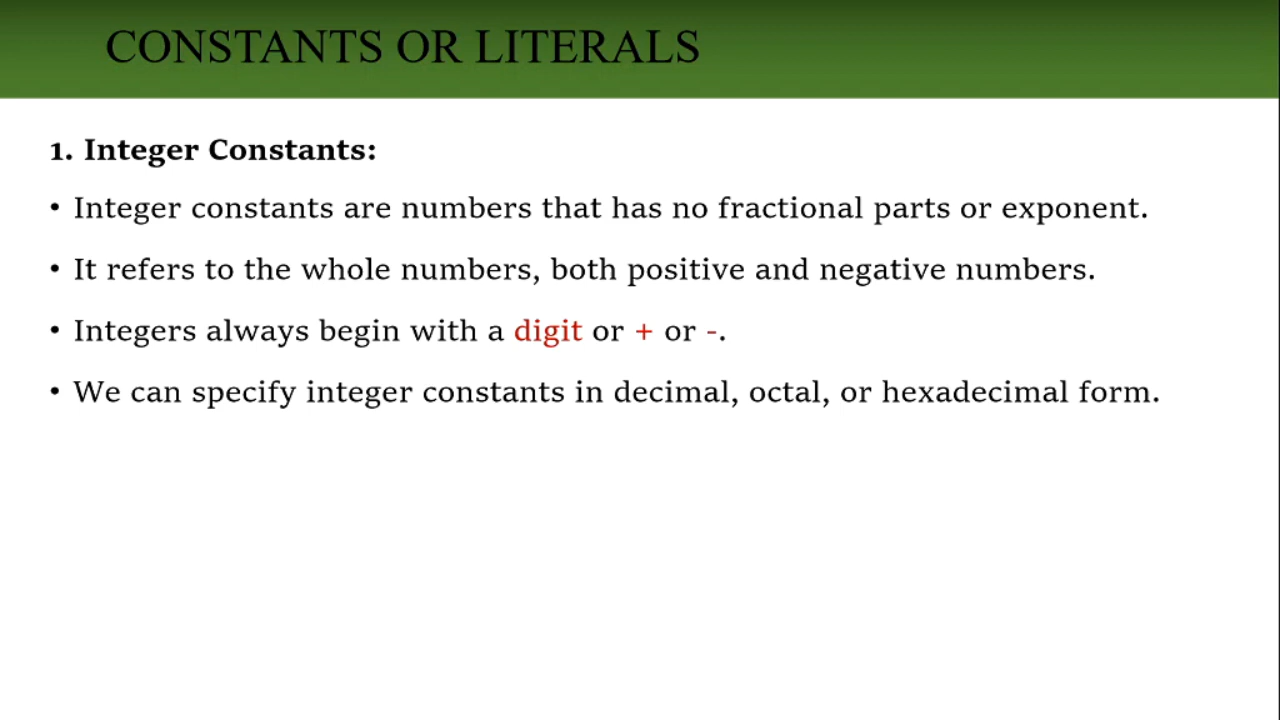 CONSTANTS OR LITERALS
1. Integer Constants:
• Integer constants are numbers that has no fractional parts or exponent.
• It refers to the whole numbers, both positive and negative numbers.
• Integers always begin with a digit or + or -.
• We can specify integer constants in decimal, octal, or hexadecimal form.